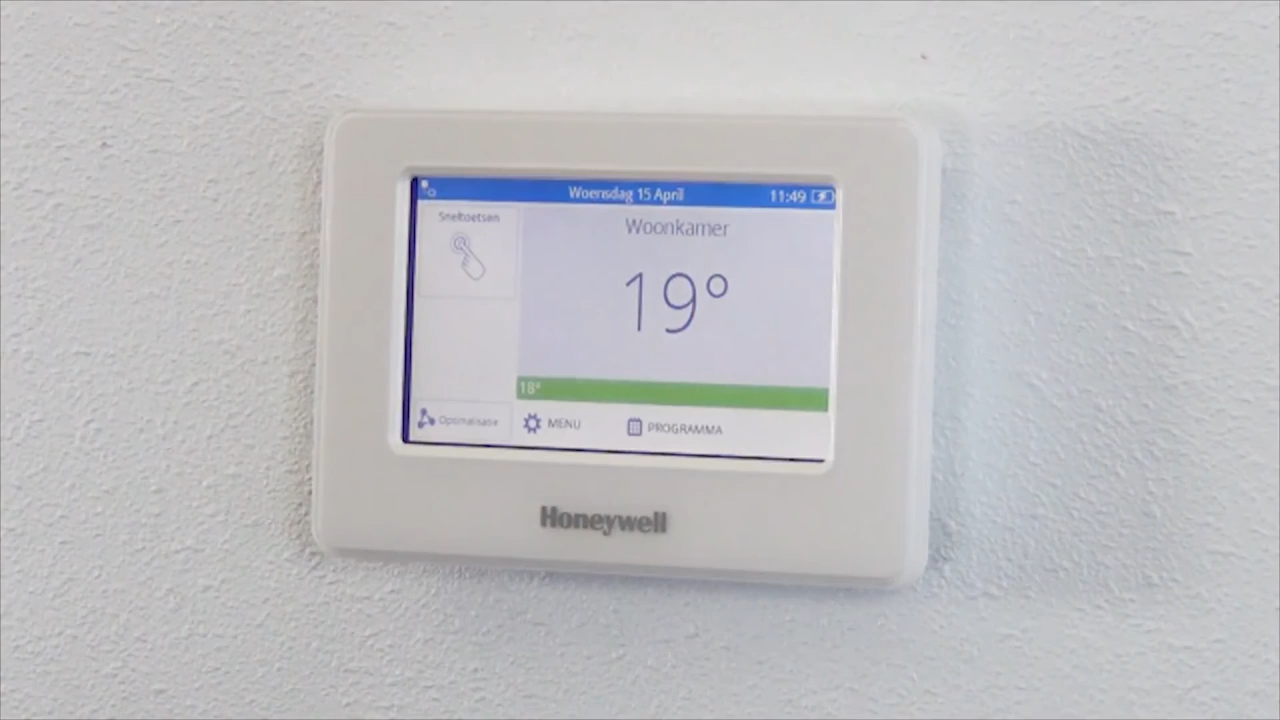 Woensdag 15 April
11:49
Sneltoetsen
Woonkamer
19°
18°
Optimalisatie
MENU
PROGRAMMA
Honeywell